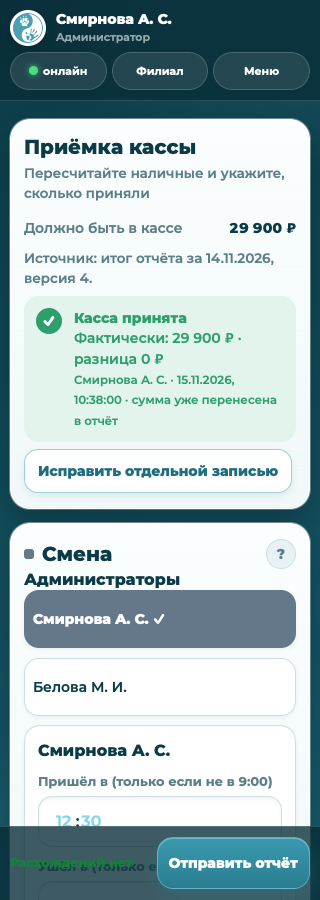 Смирнова А. С.
Администратор
онлайн
Филиал
Меню
Приёмка кассы
Пересчитайте наличные и укажите,
сколько приняли
Должно быть в кассе
29 900 ₽
Источник: итог отчёта за 14.11.2026,
версия 4.
Касса принята
Фактически: 29 900 ₽ ·
разница 0 ₽
Смирнова А. С. · 15.11.2026,
10:38:00 · сумма уже перенесена
в отчёт
Исправить отдельной записью
Смена
?
Администраторы
Смирнова А. С. ✓
Белова М. И.
Смирнова А. С.
Пришёл в (только если не в 9:00)
12:30
Расхождений нет
Отправить отчёт